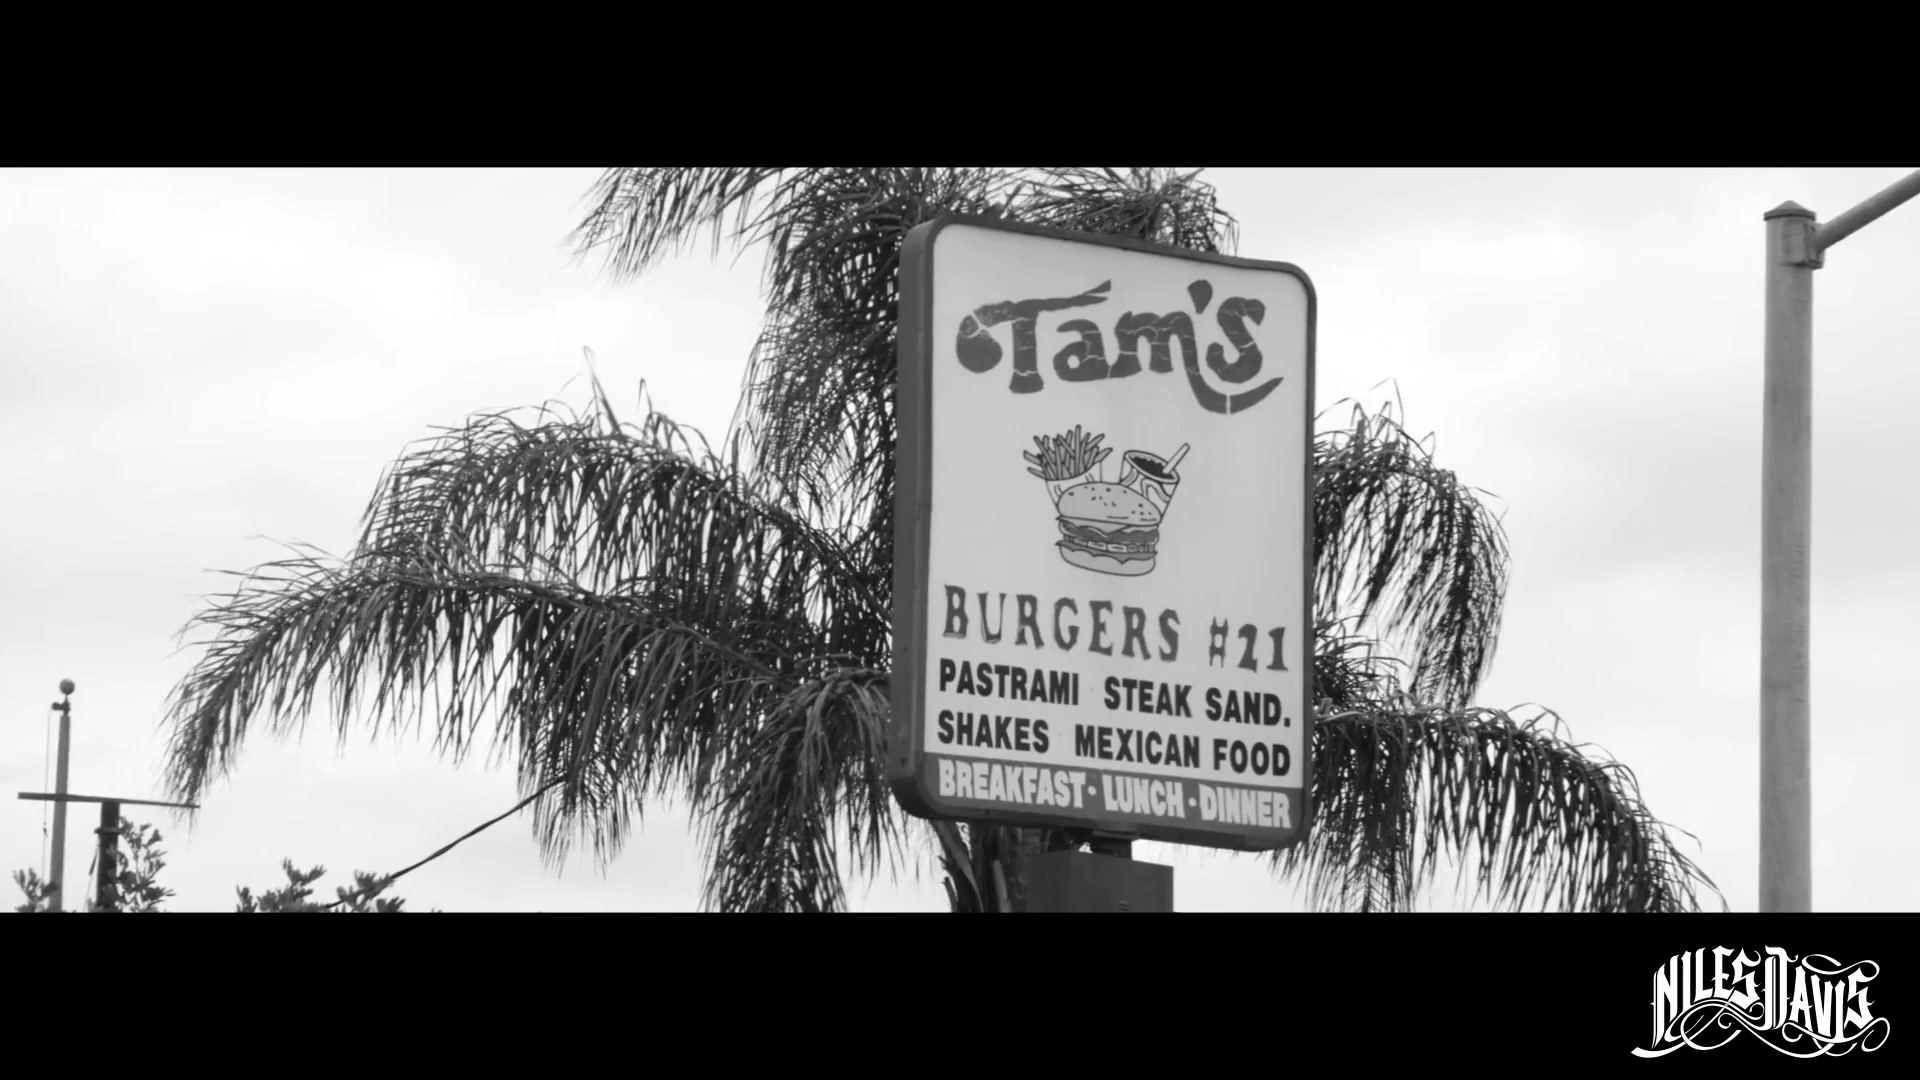 Tam's
BURGERS #21
PASTRAMI STEAK SAND.
SHAKES MEXICAN FOOD
BREAKFAST · LUNCH · DINNER
NILES DAVIS